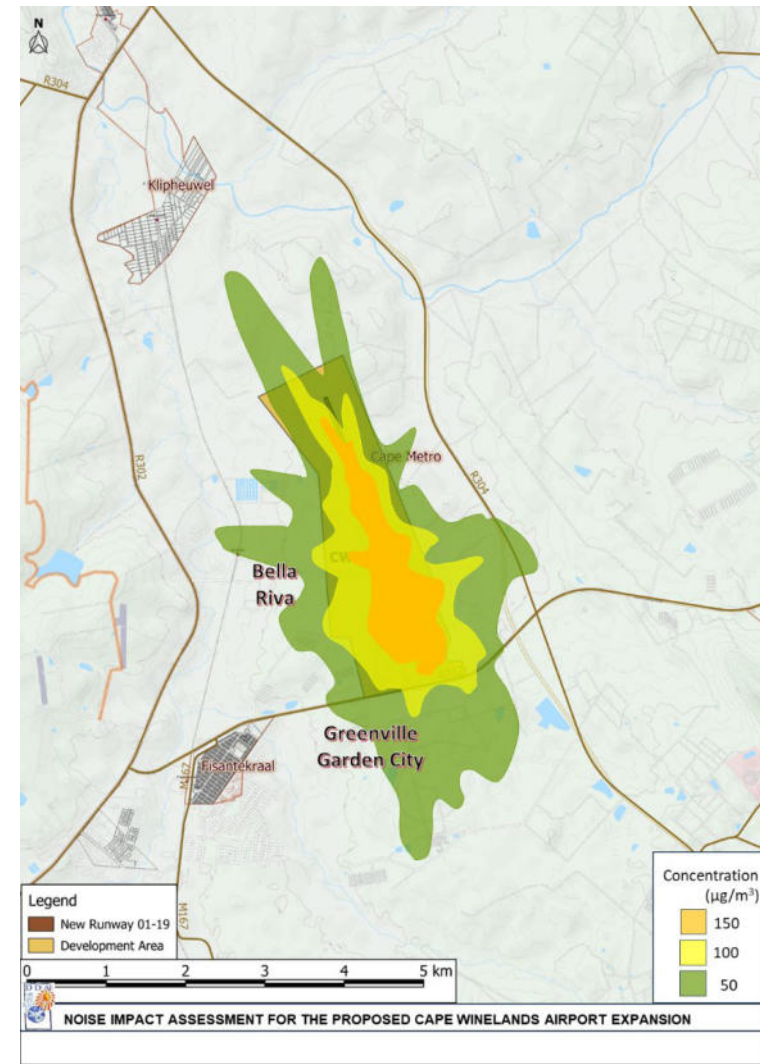 N
R304
Klipheuwel
R302
Cape Metro
R304
CW
Bella
Riva
Greenville
Garden City
Fisantekraal
M167
Legend
New Runway 01-19
Development Area
Concentration
(µg/m³)
150
100
50
0 1 2 3 4 5 km
NOISE IMPACT ASSESSMENT FOR THE PROPOSED CAPE WINELANDS AIRPORT EXPANSION